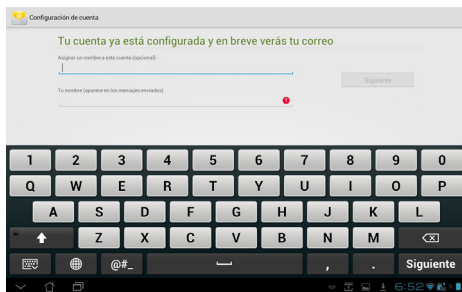 Configuración de cuenta
Tu cuenta ya está configurada y en breve verás tu correo
Asignar un nombre a esta cuenta (opcional)
Siguiente
Tu nombre (aparece en los mensajes enviados)
1 2 3 4 5 6 7 8 9 0
Q W E R T Y U I O P
A S D F G H J K L
Z X C V B N M
@#_ , . Siguiente
6:52